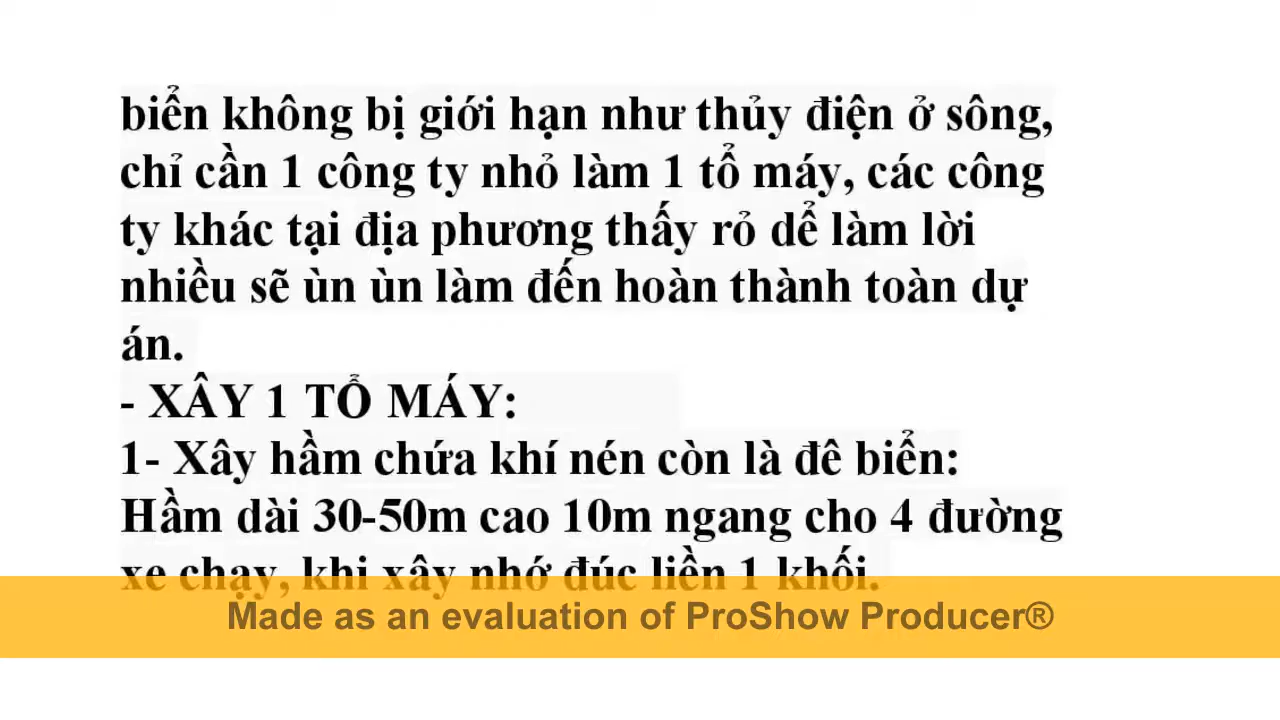 biển không bị giới hạn như thủy điện ở sông,
chỉ cần 1 công ty nhỏ làm 1 tổ máy, các công
ty khác tại địa phương thấy rỏ dể làm lời
nhiều sẽ ùn ùn làm đến hoàn thành toàn dự
án.
- XÂY 1 TỔ MÁY:
1- Xây hầm chứa khí nén còn là đê biển:
Hầm dài 30-50m cao 10m ngang cho 4 đường
xe chạy, khi xây nhớ đúc liền 1 khối.
Made as an evaluation of ProShow Producer®